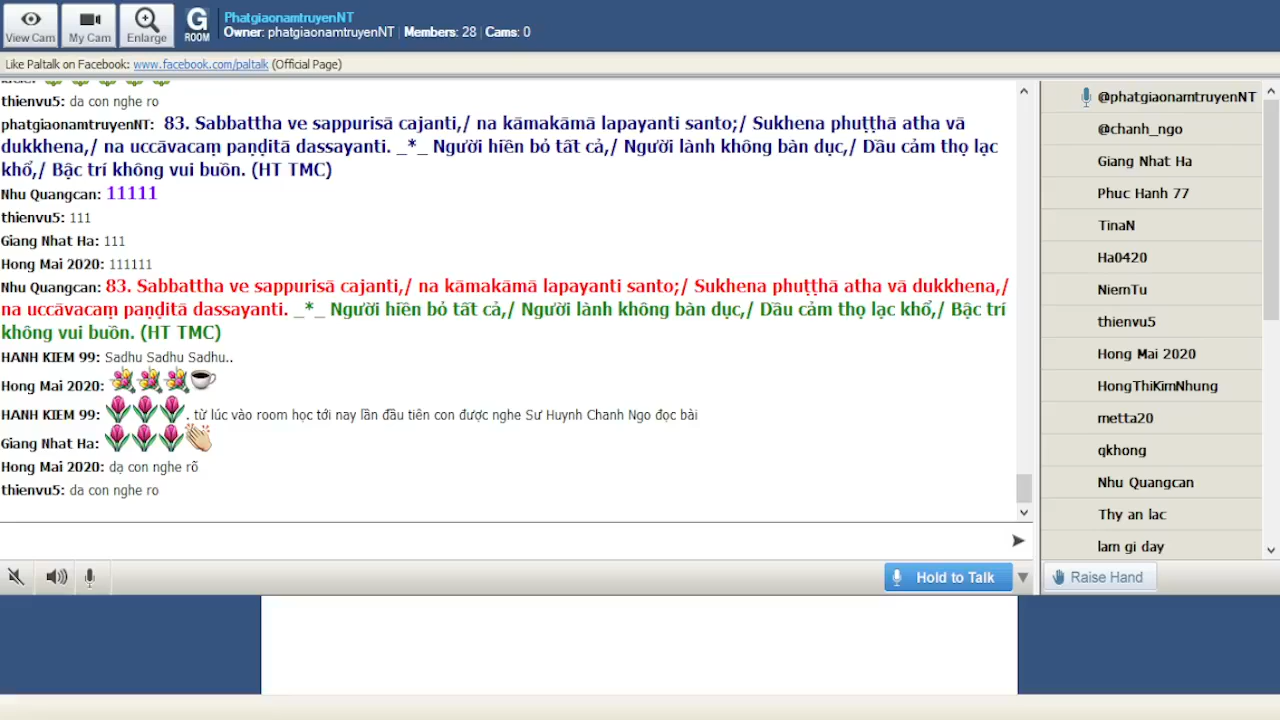 View Cam
My Cam
Enlarge
G
ROOM
PhatgiaonamtruyenNT
Owner: phatgiaonamtruyenNT | Members: 28 | Cams: 0
Like Paltalk on Facebook: www.facebook.com/paltalk (Official Page)
thienvu5: da con nghe ro
phatgiaonamtruyenNT: 83. Sabbattha ve sappurisā cajanti,/ na kāmakāmā lapayanti santo;/ Sukhena phuṭṭhā atha vā
dukkhena,/ na uccāvacaṃ paṇḍitā dassayanti. _*_ Người hiền bỏ tất cả,/ Người lành không bàn dục,/ Dầu cảm thọ lạc
khổ,/ Bậc trí không vui buồn. (HT TMC)
Nhu Quangcan: 11111
thienvu5: 111
Giang Nhat Ha: 111
Hong Mai 2020: 111111
Nhu Quangcan: 83. Sabbattha ve sappurisā cajanti,/ na kāmakāmā lapayanti santo;/ Sukhena phuṭṭhā atha vā dukkhena,/
na uccāvacaṃ paṇḍitā dassayanti. _*_ Người hiền bỏ tất cả,/ Người lành không bàn dục,/ Dầu cảm thọ lạc khổ,/ Bậc trí
không vui buồn. (HT TMC)
HANH KIEM 99: Sadhu Sadhu Sadhu..
Hong Mai 2020:
HANH KIEM 99: . từ lúc vào room học tới nay lần đầu tiên con được nghe Sư Huynh Chanh Ngo đọc bài
Giang Nhat Ha:
Hong Mai 2020: dạ con nghe rõ
thienvu5: da con nghe ro
Hold to Talk
@phatgiaonamtruyenNT
@chanh_ngo
Giang Nhat Ha
Phuc Hanh 77
TinaN
Ha0420
NiemTu
thienvu5
Hong Mai 2020
HongThiKimNhung
metta20
qkhong
Nhu Quangcan
Thy an lac
lam gi day
Raise Hand